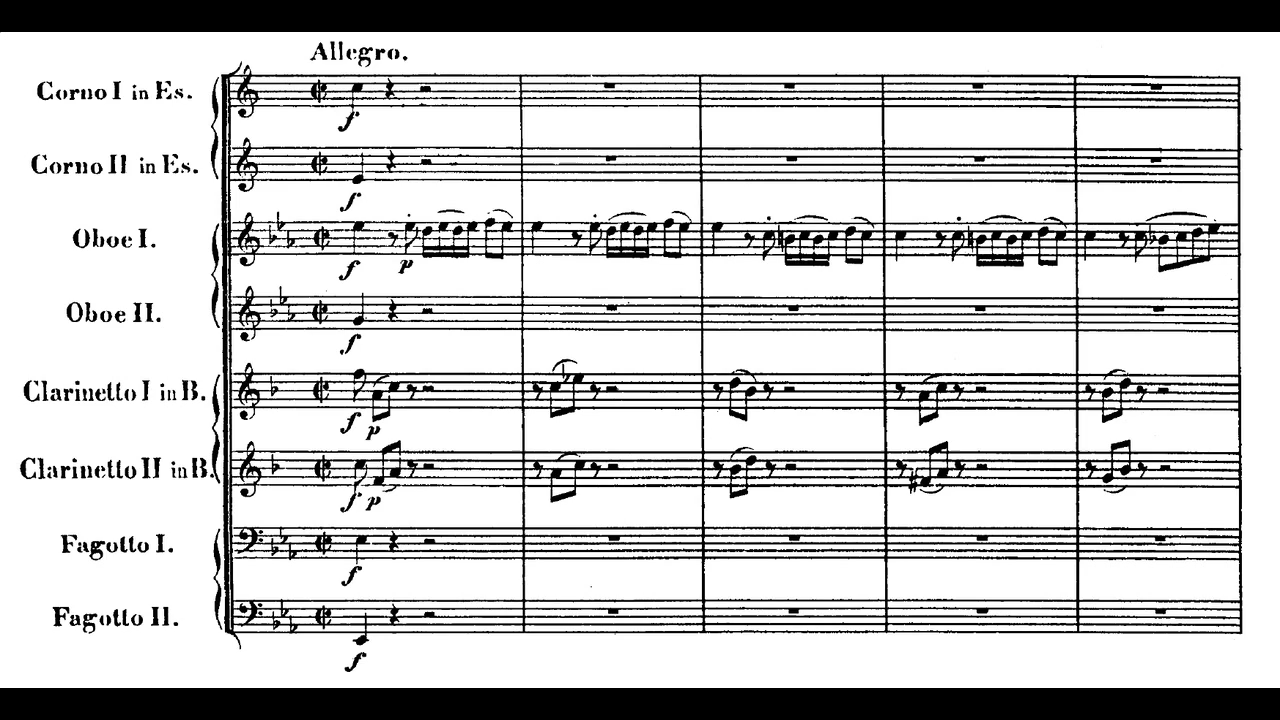 Allegro.
Corno I in Es.
f
Corno II in Es.
f
Oboe I.
f p
Oboe II.
f
Clarinetto I in B.
f p
Clarinetto II in B.
f p
Fagotto I.
f
Fagotto II.
f